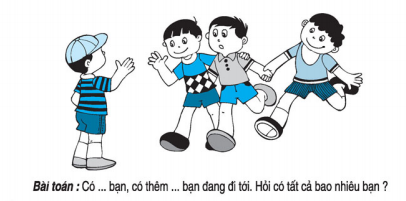 Bài toán : Có ... bạn, có thêm ... bạn đang đi tới. Hỏi có tất cả bao nhiêu bạn ?